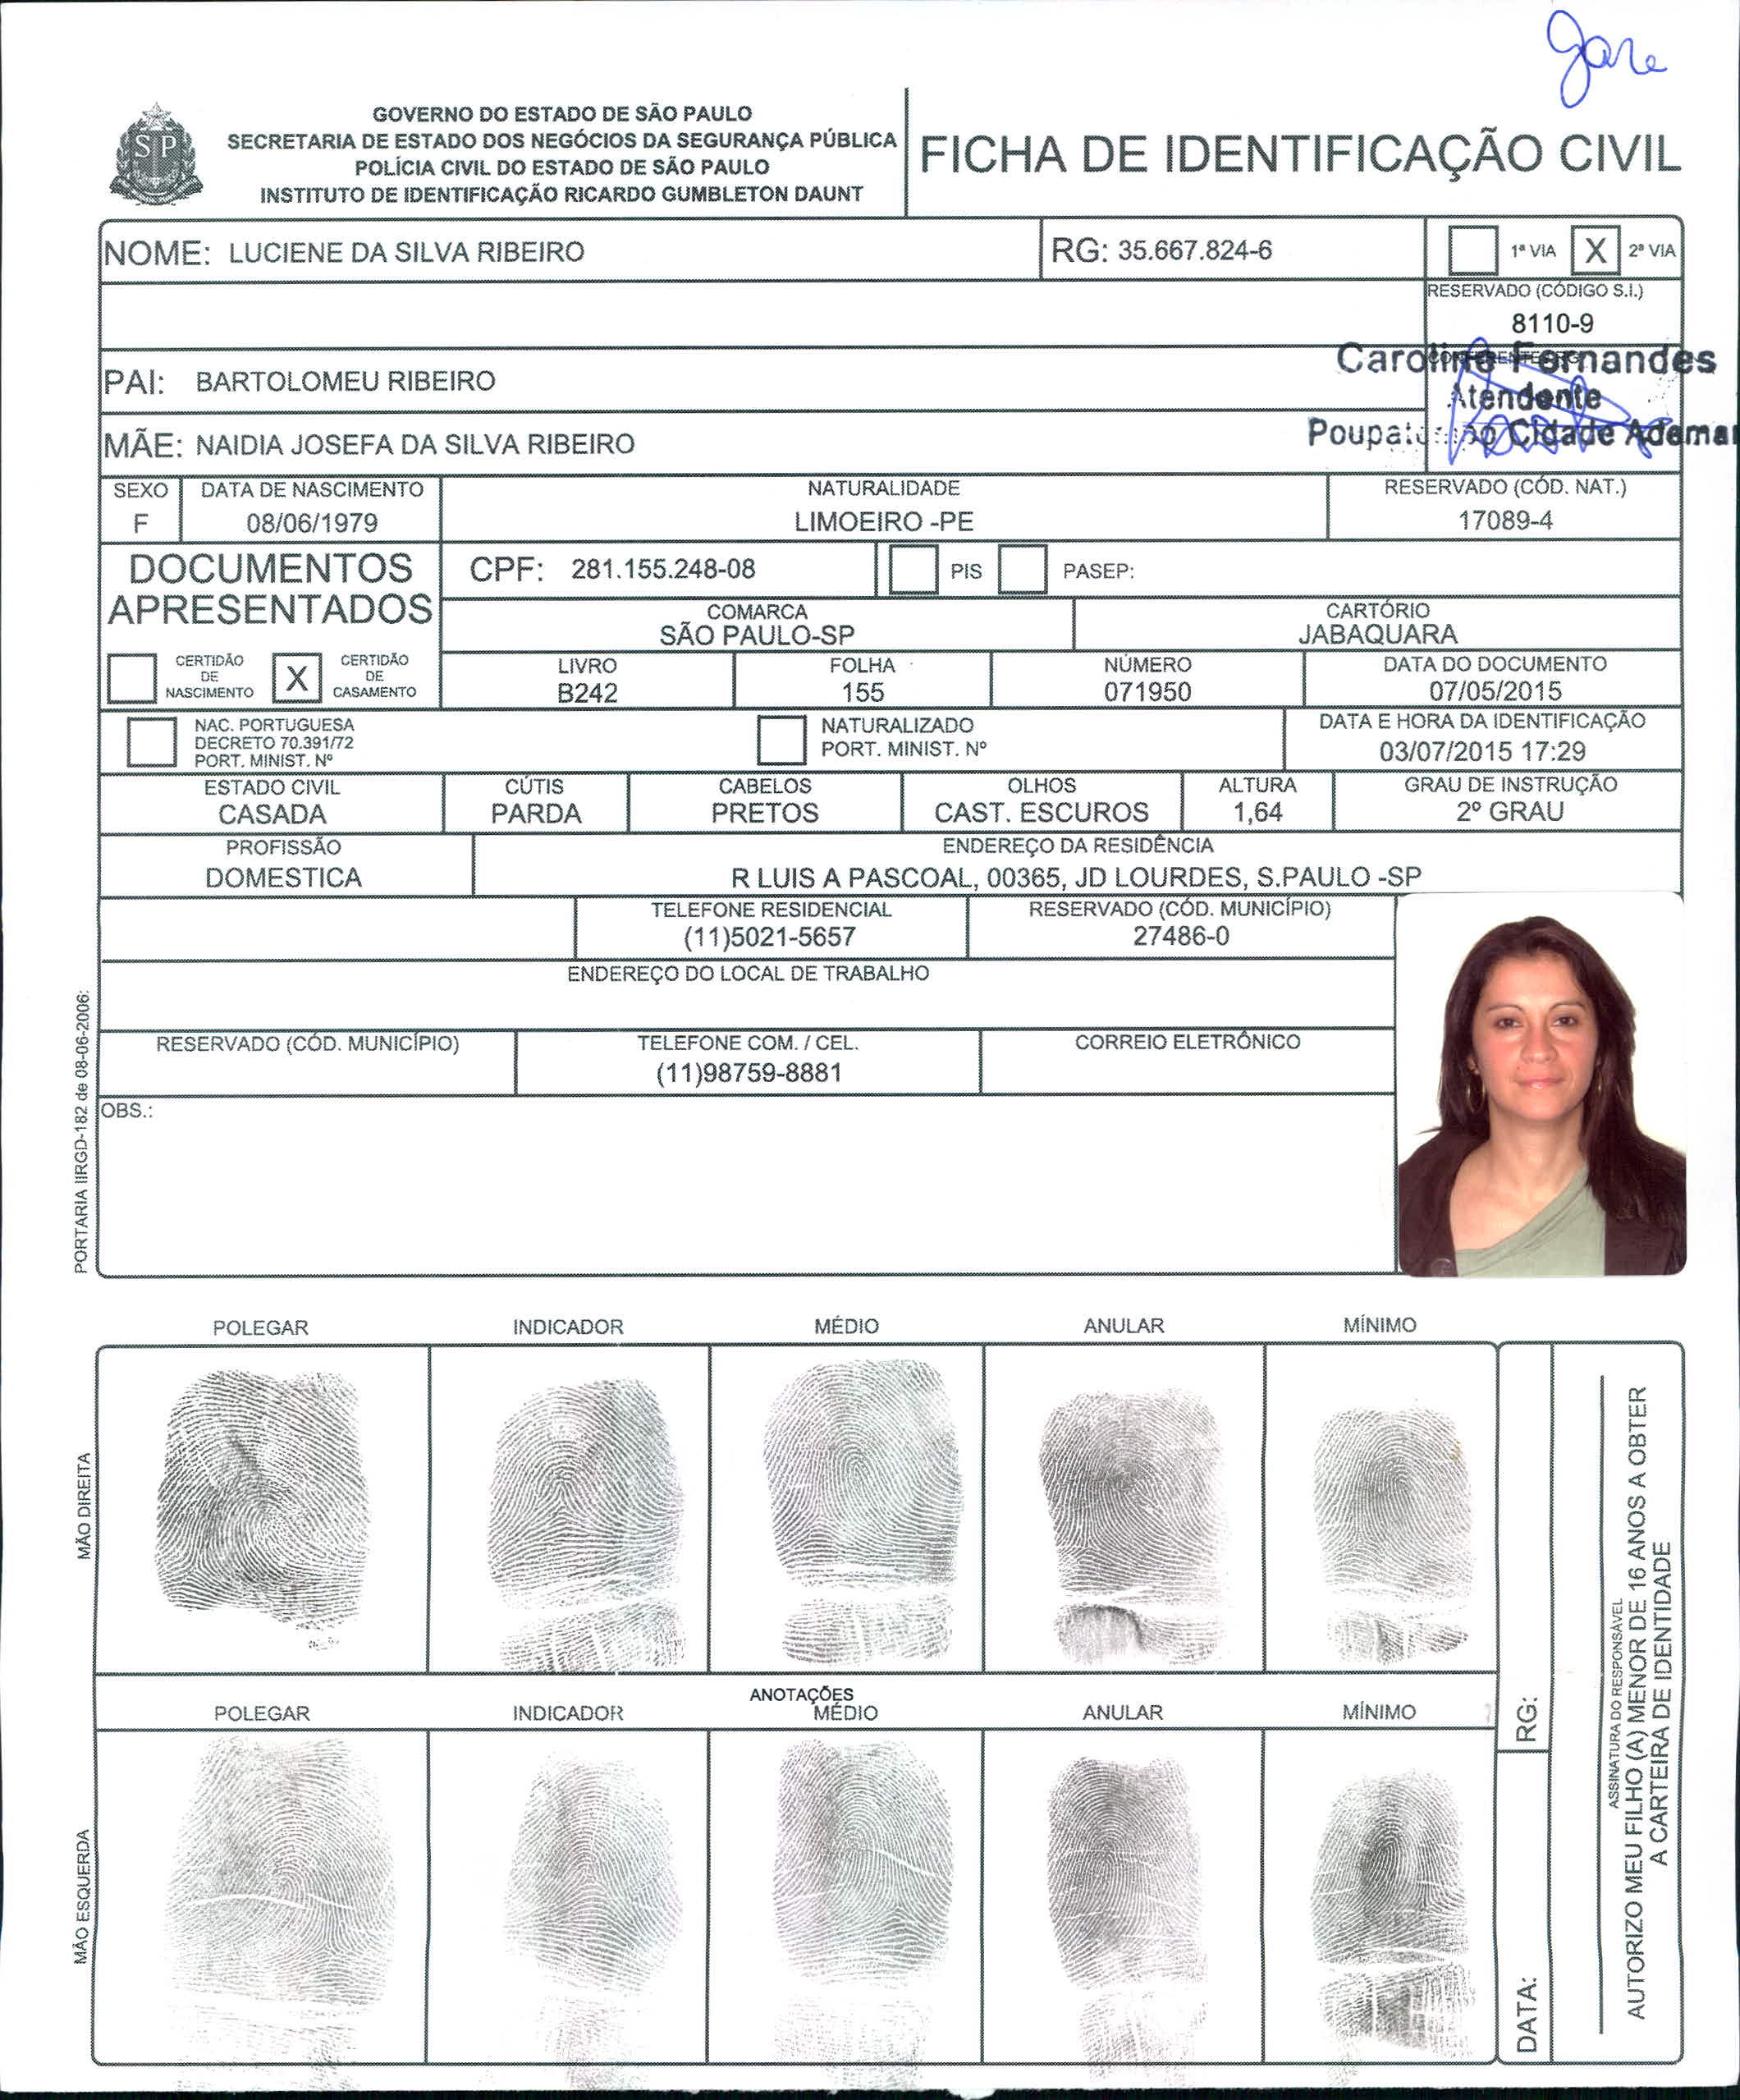 Jane
GOVERNO DO ESTADO DE SÃO PAULO
SECRETARIA DE ESTADO DOS NEGÓCIOS DA SEGURANÇA PÚBLICA
POLÍCIA CIVIL DO ESTADO DE SÃO PAULO
INSTITUTO DE IDENTIFICAÇÃO RICARDO GUMBLETON DAUNT
SP
FICHA DE IDENTIFICAÇÃO CIVIL
NOME: LUCIENE DA SILVA RIBEIRO
RG: 35.667.824-6
1ª VIA X 2ª VIA
RESERVADO (CÓDIGO S.I.)
8110-9
Caroline Fernandes
Atendente
Cidade Ademar
PAI: BARTOLOMEU RIBEIRO
MÃE: NAIDIA JOSEFA DA SILVA RIBEIRO
SEXO
F
DATA DE NASCIMENTO
08/06/1979
NATURALIDADE
LIMOEIRO -PE
RESERVADO (CÓD. NAT.)
17089-4
DOCUMENTOS
APRESENTADOS
CPF: 281.155.248-08
PIS
PASEP:
COMARCA
SÃO PAULO-SP
CARTÓRIO
JABAQUARA
CERTIDÃO
DE
NASCIMENTO
X
CERTIDÃO
DE
CASAMENTO
LIVRO
B242
FOLHA
155
NÚMERO
071950
DATA DO DOCUMENTO
07/05/2015
NAC. PORTUGUESA
DECRETO 70.391/72
PORT. MINIST. Nº
NATURALIZADO
PORT. MINIST. Nº
DATA E HORA DA IDENTIFICAÇÃO
03/07/2015 17:29
ESTADO CIVIL
CASADA
CÚTIS
PARDA
CABELOS
PRETOS
OLHOS
CAST. ESCUROS
ALTURA
1,64
GRAU DE INSTRUÇÃO
2º GRAU
PROFISSÃO
DOMESTICA
ENDEREÇO DA RESIDÊNCIA
R LUIS A PASCOAL, 00365, JD LOURDES, S.PAULO -SP
TELEFONE RESIDENCIAL
(11)5021-5657
RESERVADO (CÓD. MUNICÍPIO)
27486-0
ENDEREÇO DO LOCAL DE TRABALHO
RESERVADO (CÓD. MUNICÍPIO)
TELEFONE COM. / CEL.
(11)98759-8881
CORREIO ELETRÔNICO
OBS.:
PORTARIA IIRGD-182 de 08-06-2006:
POLEGAR INDICADOR MÉDIO ANULAR MÍNIMO
MÃO DIREITA
ANOTAÇÕES
POLEGAR INDICADOR MÉDIO ANULAR MÍNIMO
MÃO ESQUERDA
RG:
DATA:
ASSINATURA DO RESPONSÁVEL
AUTORIZO MEU FILHO (A) MENOR DE 16 ANOS A OBTER
A CARTEIRA DE IDENTIDADE